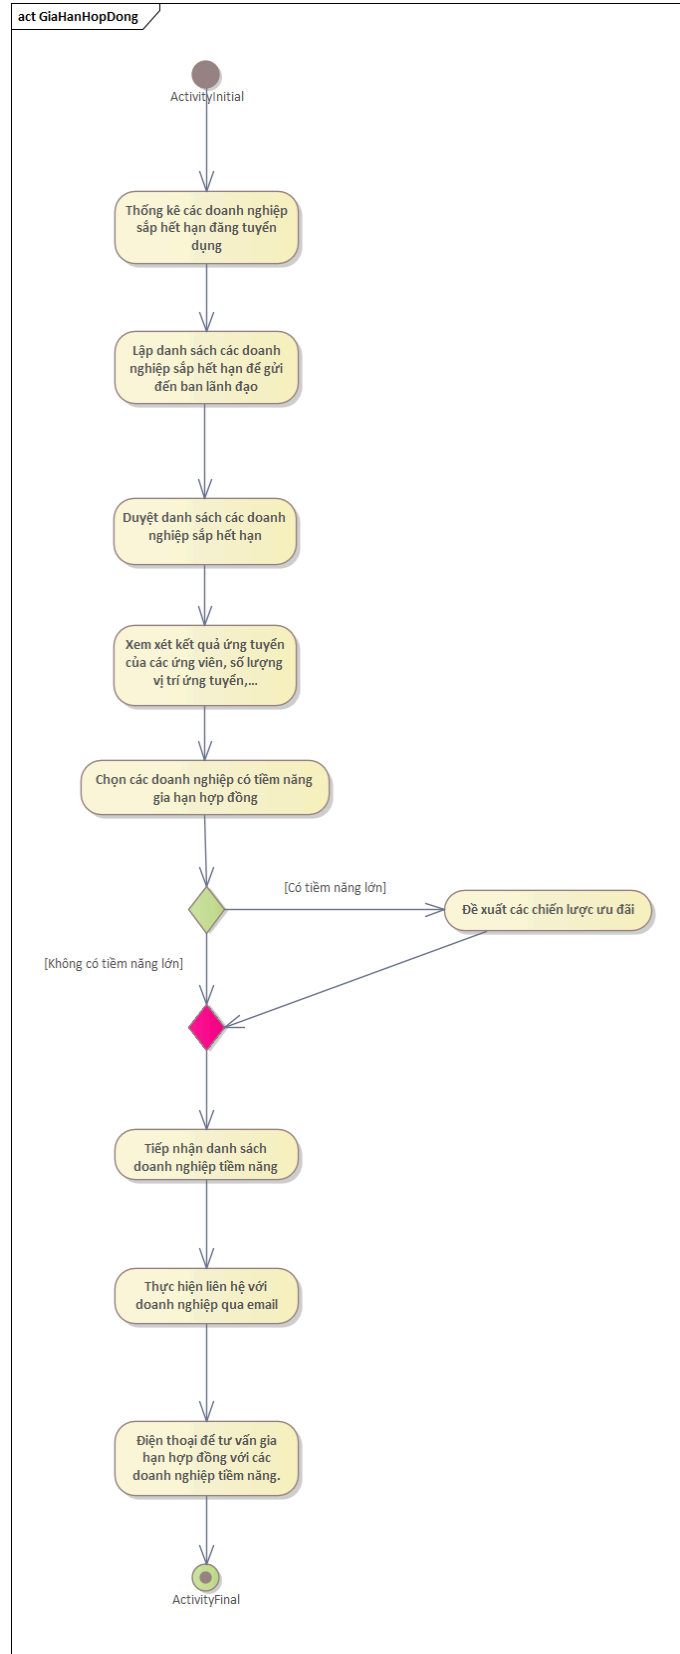 act GiaHanHopDong
ActivityInitial
Thống kê các doanh nghiệp
sắp hết hạn đăng tuyển
dụng
Lập danh sách các doanh
nghiệp sắp hết hạn để gửi
đến ban lãnh đạo
Duyệt danh sách các doanh
nghiệp sắp hết hạn
Xem xét kết quả ứng tuyển
của các ứng viên, số lượng
vị trí ứng tuyển,...
Chọn các doanh nghiệp có tiềm năng
gia hạn hợp đồng
[Có tiềm năng lớn]
Đề xuất các chiến lược ưu đãi
[Không có tiềm năng lớn]
Tiếp nhận danh sách
doanh nghiệp tiềm năng
Thực hiện liên hệ với
doanh nghiệp qua email
Điện thoại để tư vấn gia
hạn hợp đồng với các
doanh nghiệp tiềm năng.
ActivityFinal